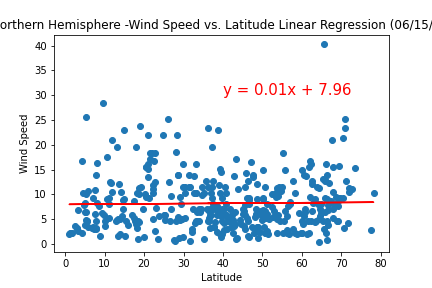 orthern Hemisphere -Wind Speed vs. Latitude Linear Regression (06/15/
40
35
30
25
20
15
10
5
0
Wind Speed
y = 0.01x + 7.96
0 10 20 30 40 50 60 70 80
Latitude